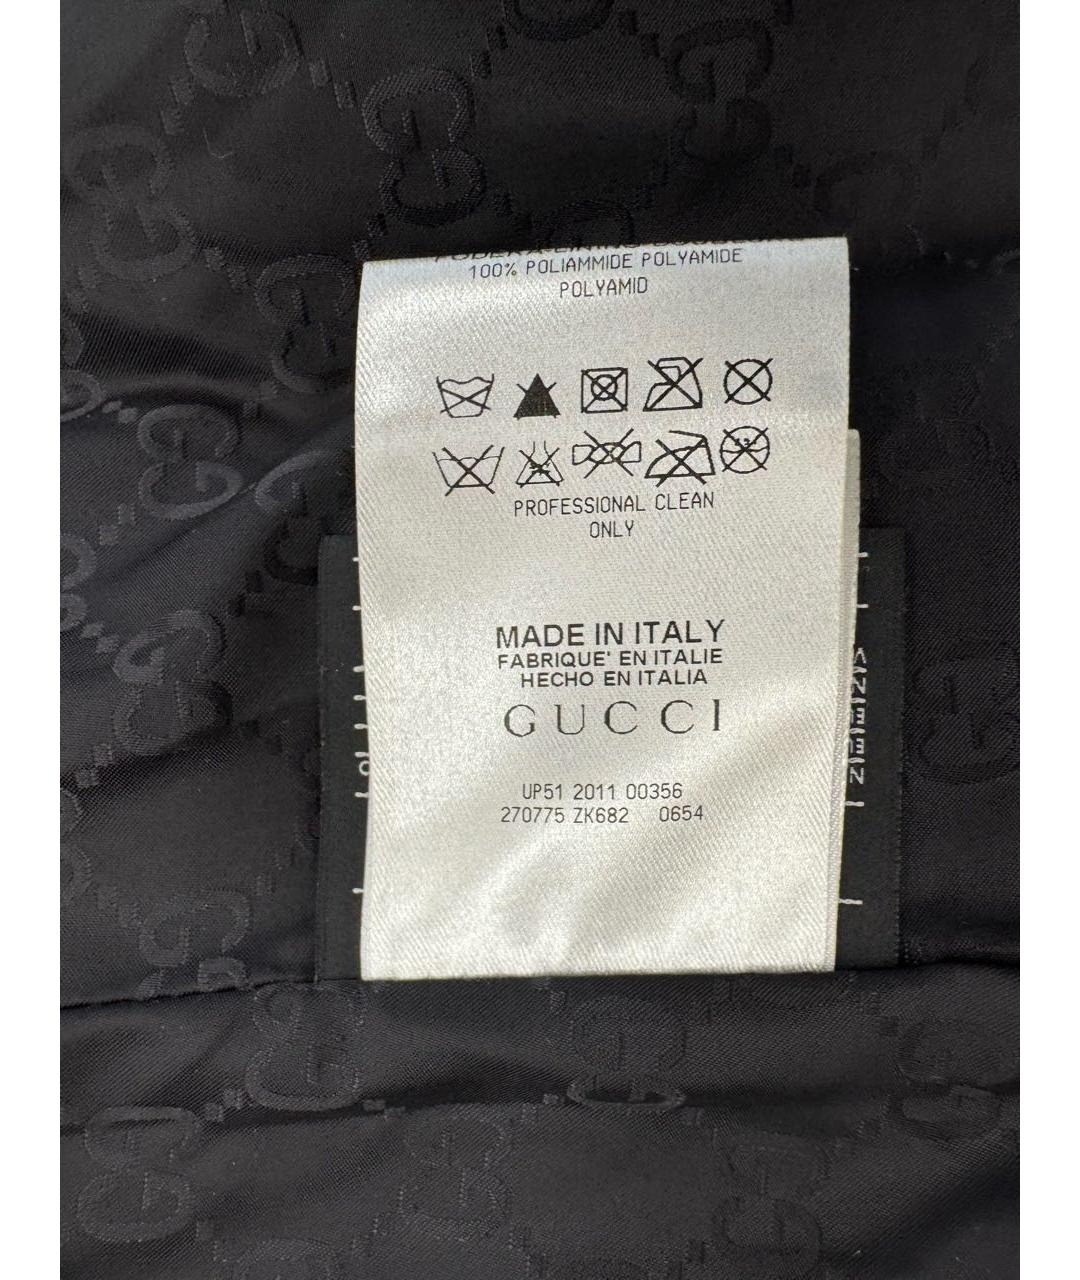 100% POLIAMMIDE POLYAMIDE
POLYAMID
PROFESSIONAL CLEAN
ONLY
MADE IN ITALY
FABRIQUE' EN ITALIE
HECHO EN ITALIA
GUCCI
UP51 2011 00356
270775 ZK682 0654